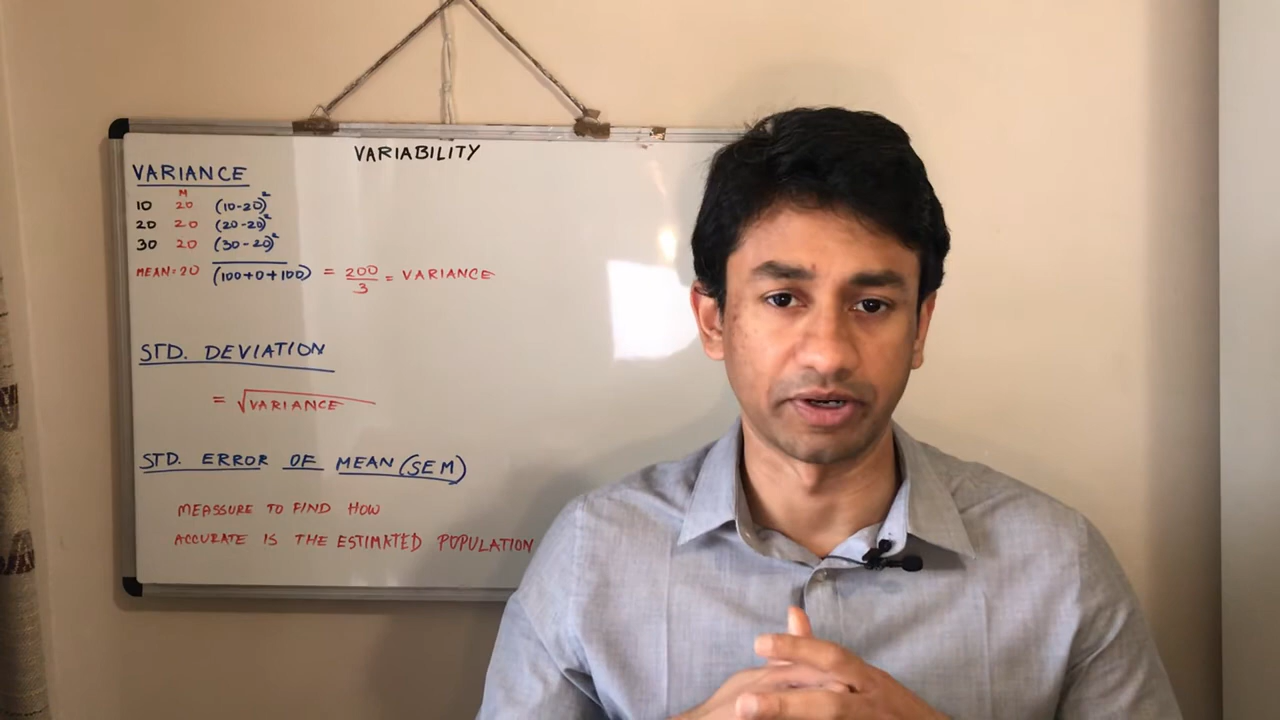 VARIABILITY
VARIANCE
M
10 20 (10-20)²
20 20 (20-20)²
30 20 (30-20)²
MEAN=20 (100+0+100) = 200/3 = VARIANCE
STD. DEVIATION
= √VARIANCE
STD. ERROR OF MEAN (SEM)
MEASSURE TO FIND HOW
ACCURATE IS THE ESTIMATED POPULATION